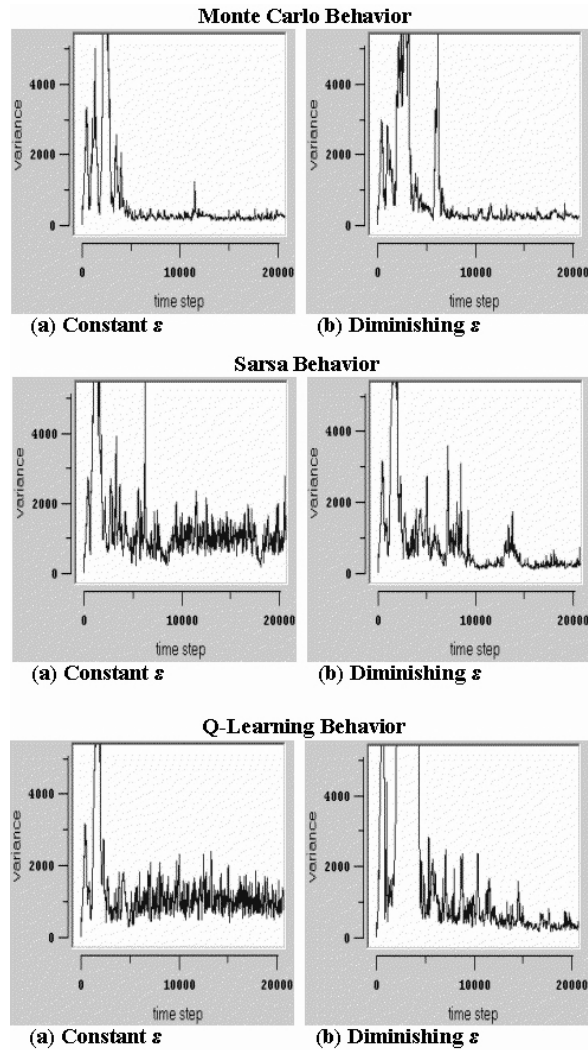 Monte Carlo Behavior
variance
4000
2000
0
0 10000 20000
time step
(a) Constant ε
variance
4000
2000
0
0 10000 20000
time step
(b) Diminishing ε
Sarsa Behavior
variance
4000
2000
0
0 10000 20000
time step
(a) Constant ε
variance
4000
2000
0
0 10000 20000
time step
(b) Diminishing ε
Q-Learning Behavior
variance
4000
2000
0
0 10000 20000
time step
(a) Constant ε
variance
4000
2000
0
0 10000 20000
time step
(b) Diminishing ε